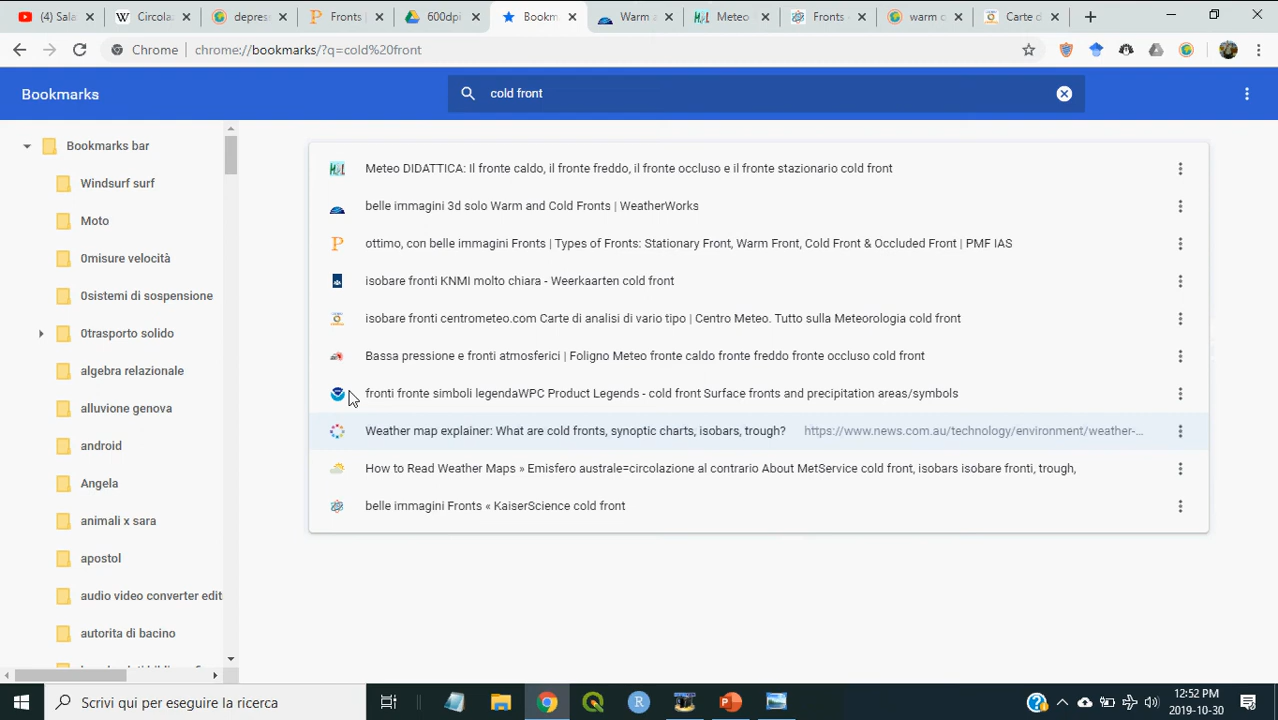 (4) Sala
Circola
depres
Fronts |
600dpi
Bookm
Warm a
Meteo
Fronts
warm c
Carte d
Chrome | chrome://bookmarks/?q=cold%20front
Bookmarks
cold front
Bookmarks bar
Windsurf surf
Moto
0misure velocità
0sistemi di sospensione
0trasporto solido
algebra relazionale
alluvione genova
android
Angela
animali x sara
apostol
audio video converter edit
autorita di bacino
Meteo DIDATTICA: Il fronte caldo, il fronte freddo, il fronte occluso e il fronte stazionario cold front
belle immagini 3d solo Warm and Cold Fronts | WeatherWorks
ottimo, con belle immagini Fronts | Types of Fronts: Stationary Front, Warm Front, Cold Front & Occluded Front | PMF IAS
isobare fronti KNMI molto chiara - Weerkaarten cold front
isobare fronti centrometeo.com Carte di analisi di vario tipo | Centro Meteo. Tutto sulla Meteorologia cold front
Bassa pressione e fronti atmosferici | Foligno Meteo fronte caldo fronte freddo fronte occluso cold front
fronti fronte simboli legendaWPC Product Legends - cold front Surface fronts and precipitation areas/symbols
Weather map explainer: What are cold fronts, synoptic charts, isobars, trough? https://www.news.com.au/technology/environment/weather-...
How to Read Weather Maps » Emisfero australe=circolazione al contrario About MetService cold front, isobars isobare fronti, trough,
belle immagini Fronts « KaiserScience cold front
Scrivi qui per eseguire la ricerca
12:52 PM
2019-10-30